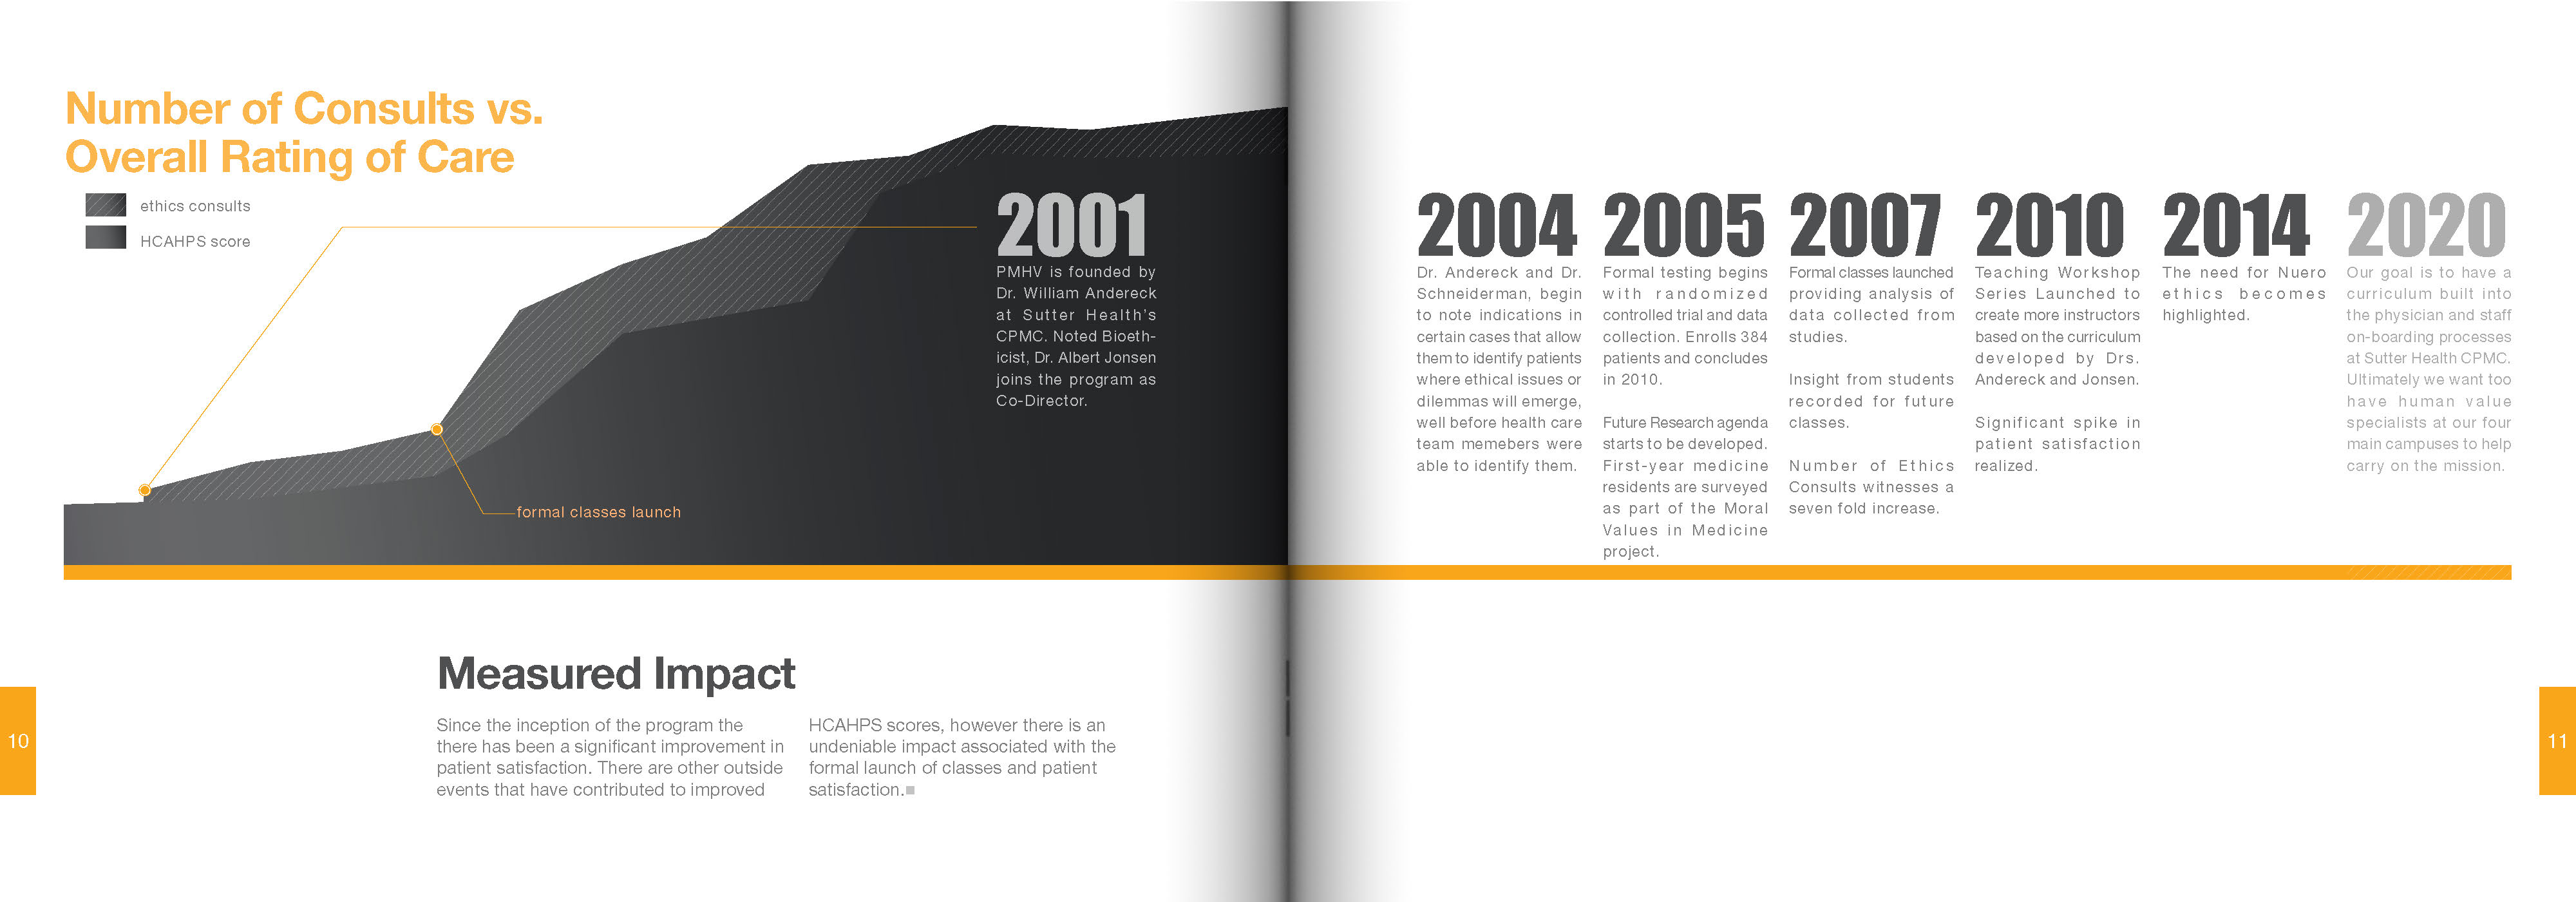 Number of Consults vs.
Overall Rating of Care
ethics consults
HCAHPS score
formal classes launch
2001
PMHV is founded by
Dr. William Andereck
at Sutter Health's
CPMC. Noted Bioeth-
icist, Dr. Albert Jonsen
joins the program as
Co-Director.
2004
Dr. Andereck and Dr.
Schneiderman, begin
to note indications in
certain cases that allow
them to identify patients
where ethical issues or
dilemmas will emerge,
well before health care
team memebers were
able to identify them.
2005
Formal testing begins
with randomized
controlled trial and data
collection. Enrolls 384
patients and concludes
in 2010.
Future Research agenda
starts to be developed.
First-year medicine
residents are surveyed
as part of the Moral
Values in Medicine
project.
2007
Formal classes launched
providing analysis of
data collected from
studies.
Insight from students
recorded for future
classes.
Number of Ethics
Consults witnesses a
seven fold increase.
2010
Teaching Workshop
Series Launched to
create more instructors
based on the curriculum
developed by Drs.
Andereck and Jonsen.
Significant spike in
patient satisfaction
realized.
2014
The need for Nuero
ethics becomes
highlighted.
2020
Our goal is to have a
curriculum built into
the physician and staff
on-boarding processes
at Sutter Health CPMC.
Ultimately we want too
have human value
specialists at our four
main campuses to help
carry on the mission.
Measured Impact
Since the inception of the program the
there has been a significant improvement in
patient satisfaction. There are other outside
events that have contributed to improved
HCAHPS scores, however there is an
undeniable impact associated with the
formal launch of classes and patient
satisfaction.
10
11